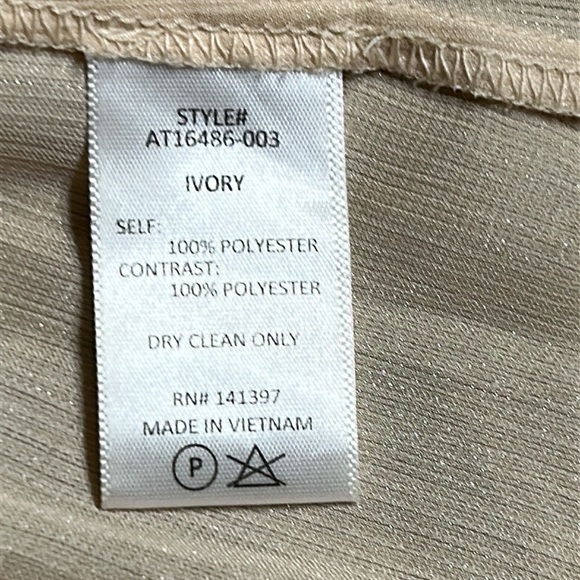 STYLE#
AT16486-003
IVORY
SELF:
100% POLYESTER
CONTRAST:
100% POLYESTER
DRY CLEAN ONLY
RN# 141397
MADE IN VIETNAM
P